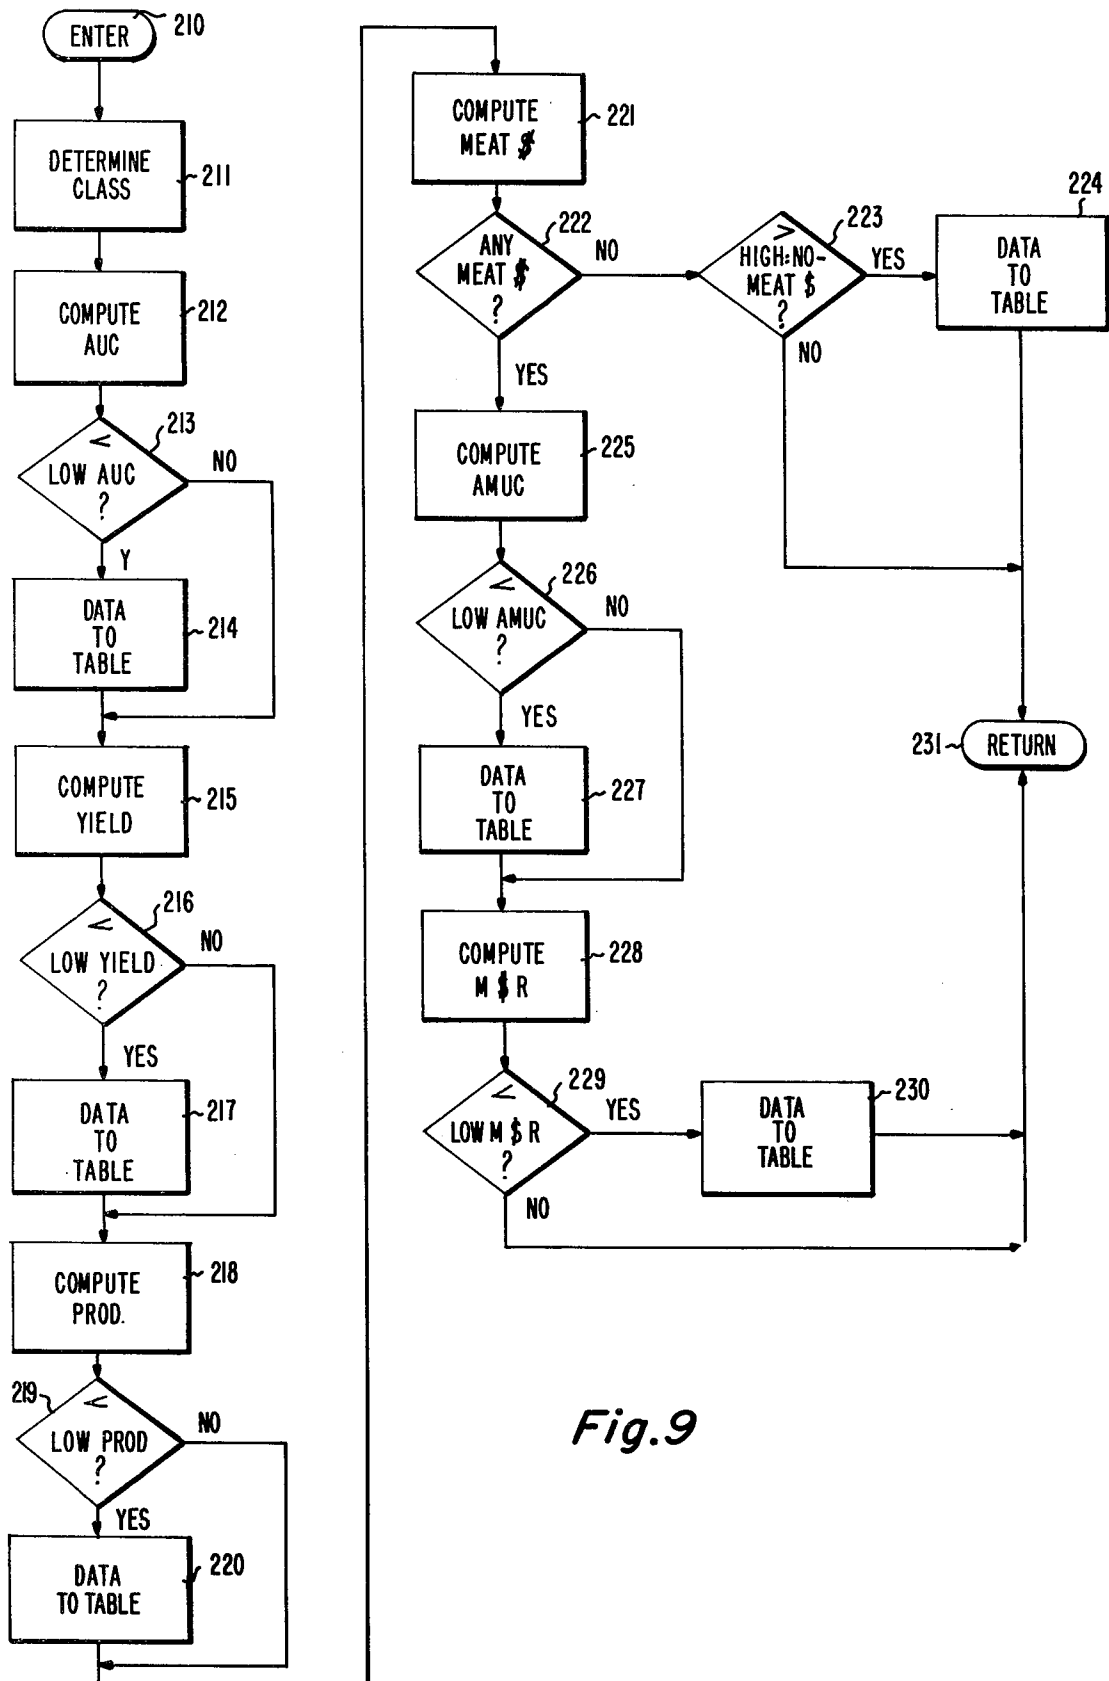 ENTER
210
DETERMINE
CLASS
211
COMPUTE
AUC
212
<
LOW AUC
?
213
NO
Y
DATA
TO
TABLE
214
COMPUTE
YIELD
215
<
LOW YIELD
?
216
NO
YES
DATA
TO
TABLE
217
COMPUTE
PROD.
218
<
LOW PROD
?
219
NO
YES
DATA
TO TABLE
220
COMPUTE
MEAT $
221
ANY
MEAT $
?
222
NO
YES
>
HIGH=NO-
MEAT $
?
223
YES
NO
DATA
TO
TABLE
224
COMPUTE
AMUC
225
<
LOW AMUC
?
226
NO
YES
DATA
TO
TABLE
227
COMPUTE
M $ R
228
<
LOW M $ R
?
229
YES
NO
DATA
TO
TABLE
230
231
RETURN
Fig.9